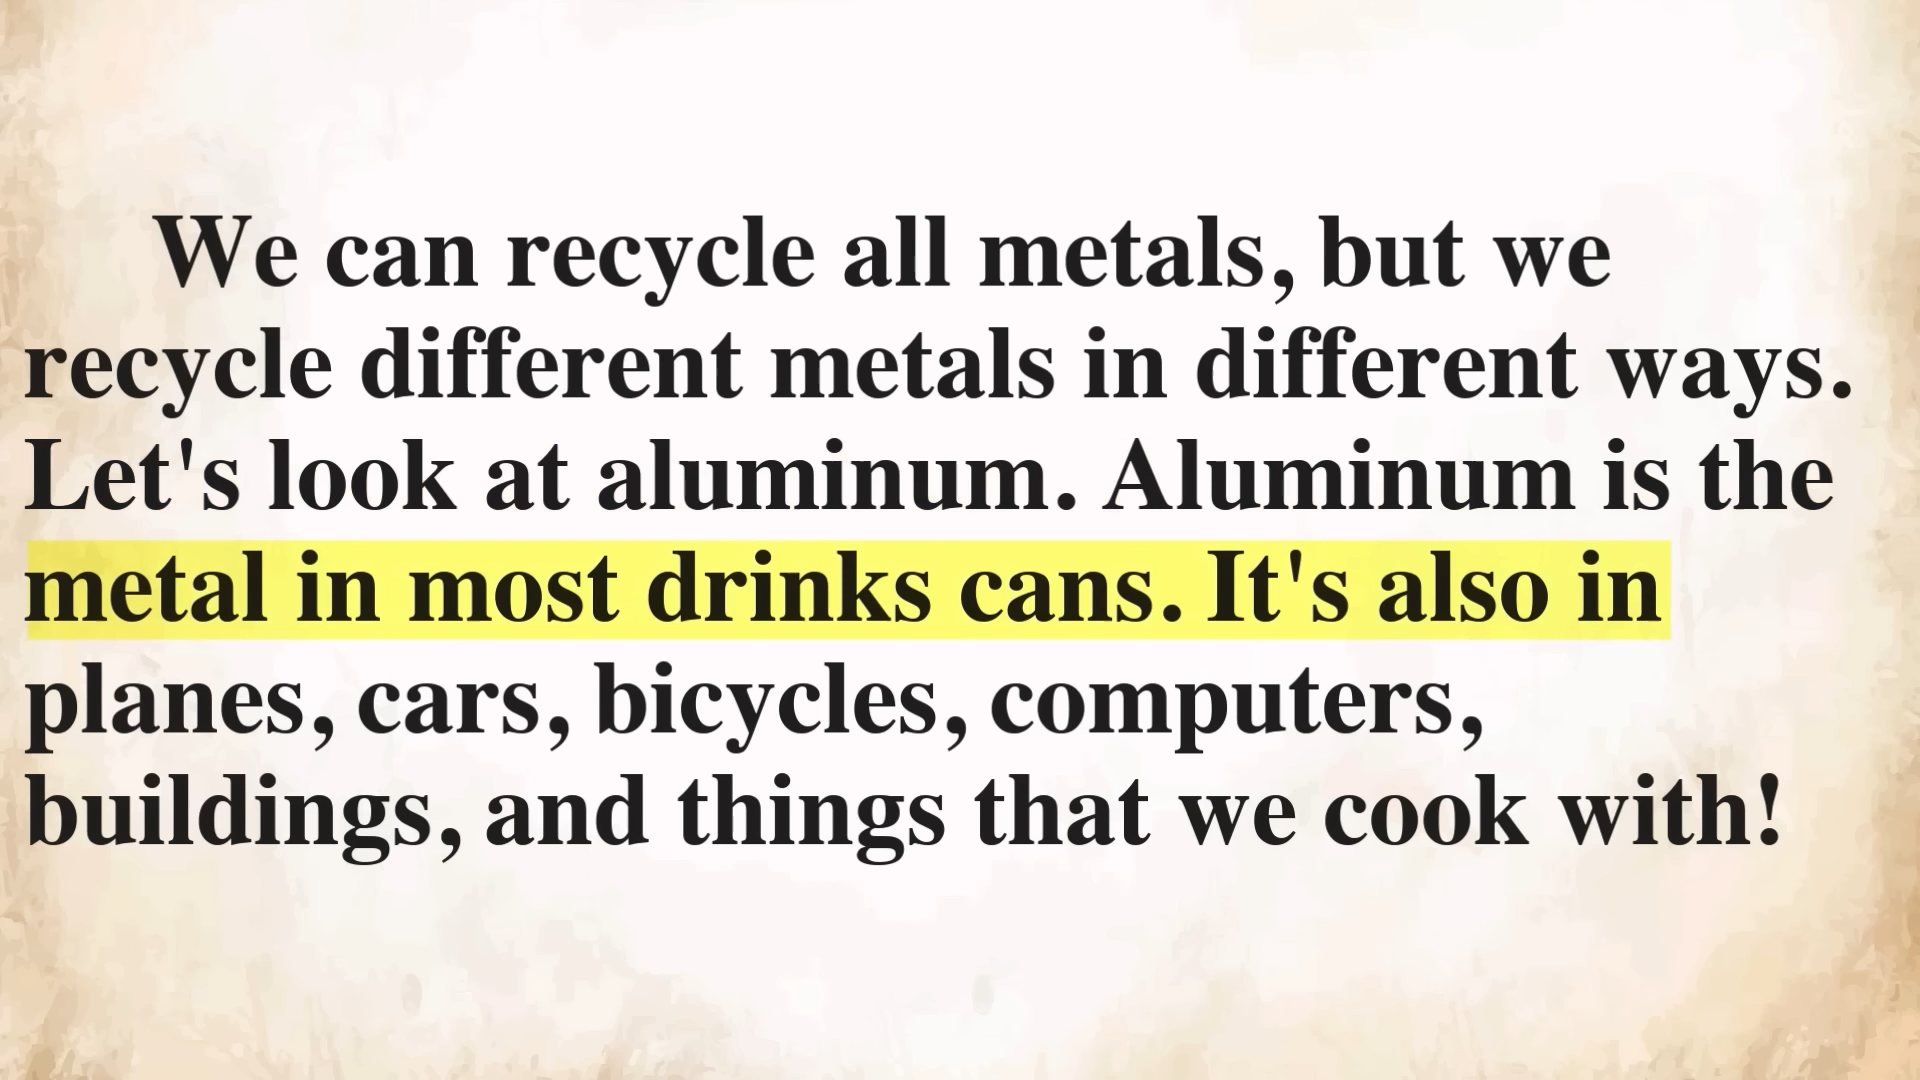 We can recycle all metals, but we
recycle different metals in different ways.
Let's look at aluminum. Aluminum is the
metal in most drinks cans. It's also in
planes, cars, bicycles, computers,
buildings, and things that we cook with!